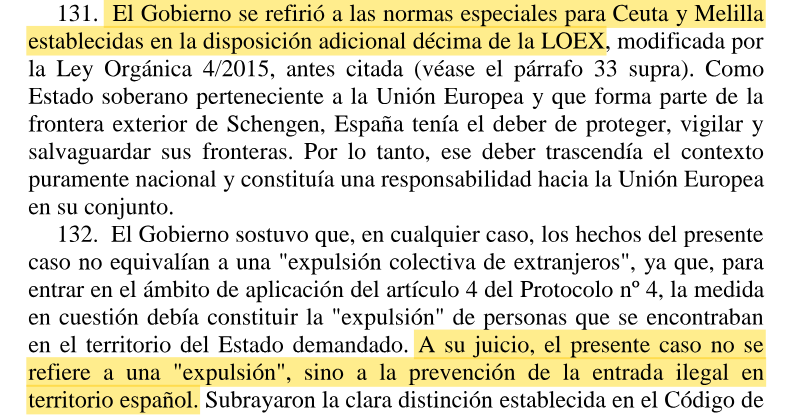 131. El Gobierno se refirió a las normas especiales para Ceuta y Melilla
establecidas en la disposición adicional décima de la LOEX, modificada por
la Ley Orgánica 4/2015, antes citada (véase el párrafo 33 supra). Como
Estado soberano perteneciente a la Unión Europea y que forma parte de la
frontera exterior de Schengen, España tenía el deber de proteger, vigilar y
salvaguardar sus fronteras. Por lo tanto, ese deber trascendía el contexto
puramente nacional y constituía una responsabilidad hacia la Unión Europea
en su conjunto.
132. El Gobierno sostuvo que, en cualquier caso, los hechos del presente
caso no equivalían a una "expulsión colectiva de extranjeros", ya que, para
entrar en el ámbito de aplicación del artículo 4 del Protocolo nº 4, la medida
en cuestión debía constituir la "expulsión" de personas que se encontraban
en el territorio del Estado demandado. A su juicio, el presente caso no se
refiere a una "expulsión", sino a la prevención de la entrada ilegal en
territorio español. Subrayaron la clara distinción establecida en el Código de